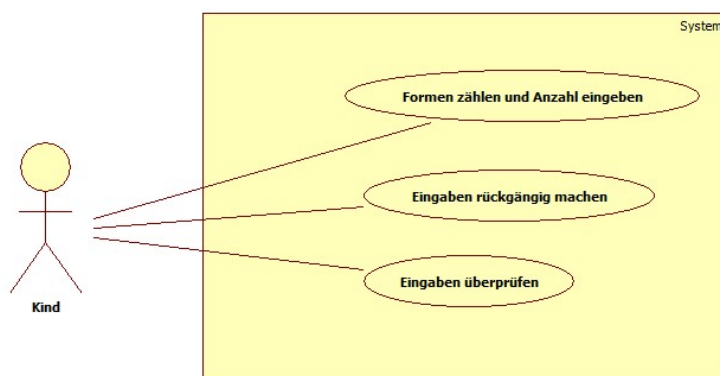 System
Formen zählen und Anzahl eingeben
Eingaben rückgängig machen
Eingaben überprüfen
Kind